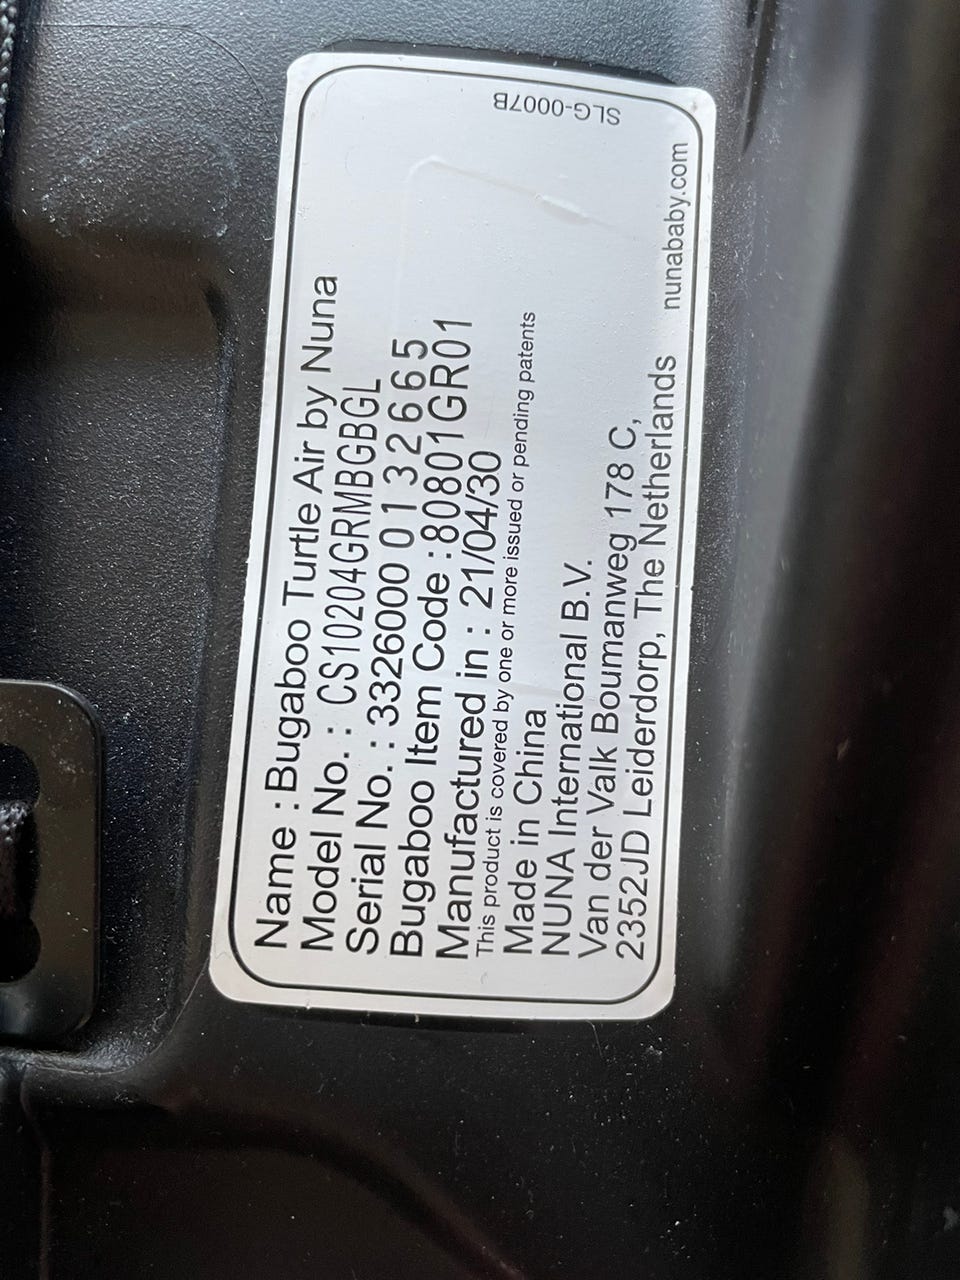 Name :Bugaboo Turtle Air by Nuna
Model No. : CS10204GRMBGBGL
Serial No. : 3326000 0132665
Bugaboo Item Code :80801GR01
Manufactured in : 21/04/30
This product is covered by one or more issued or pending patents
Made in China
NUNA International B.V.
Van der Valk Boumanweg 178 C,
2352JD Leiderdorp, The Netherlands
nunababy.com
SLG-0007B